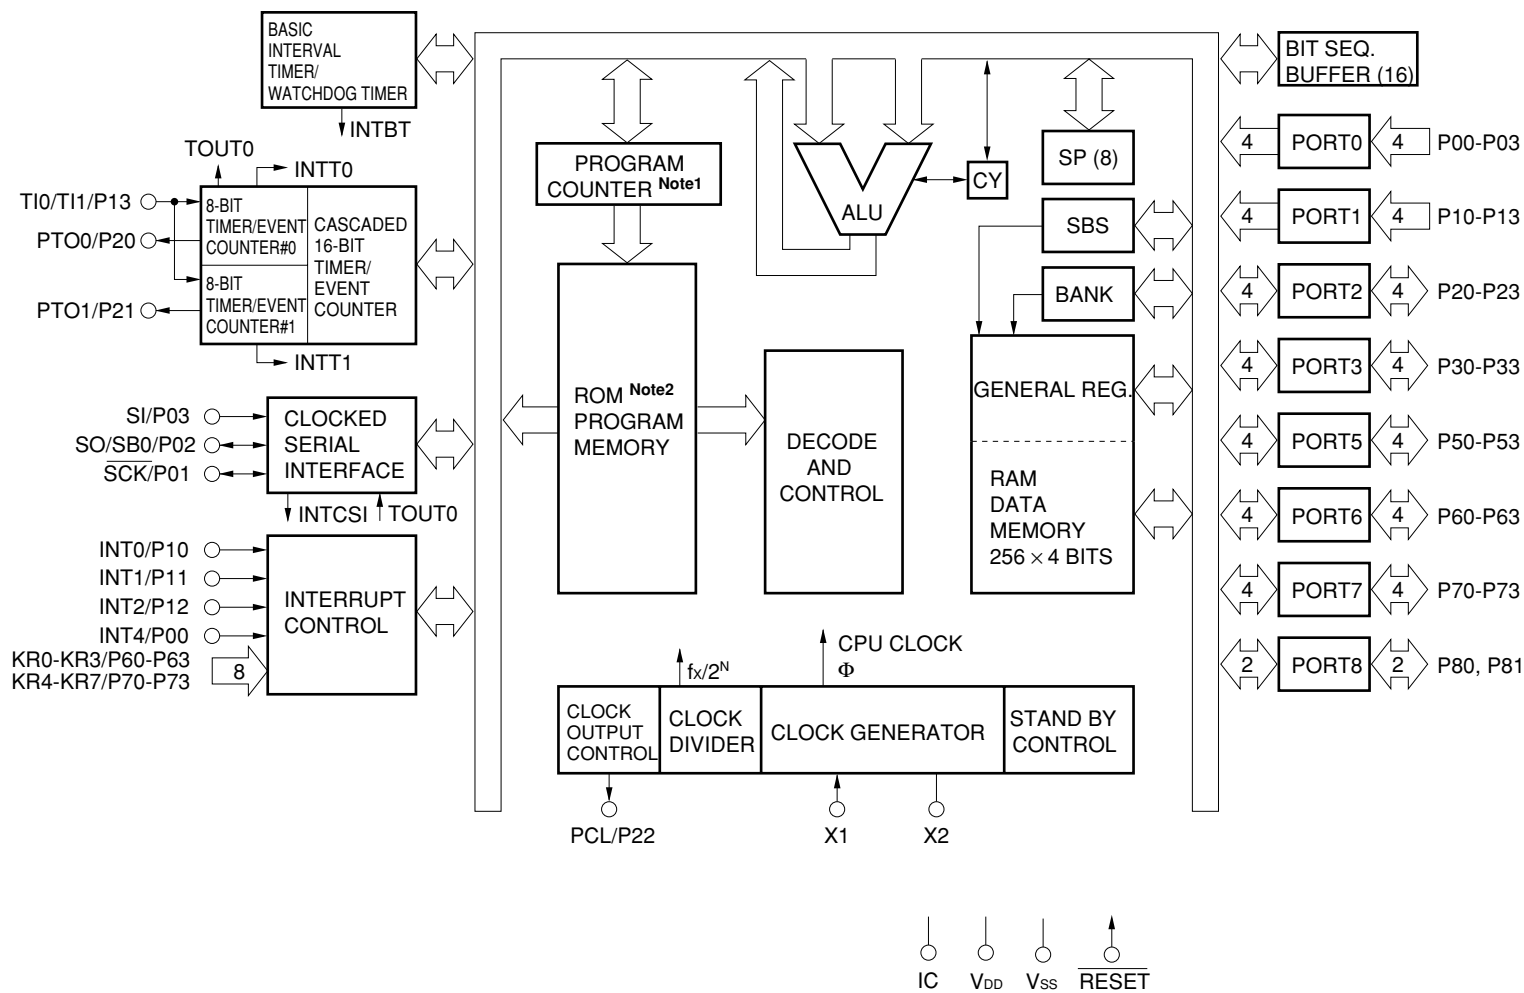 BASIC
INTERVAL
TIMER/
WATCHDOG TIMER
INTBT
TOUT0
INTT0
TI0/TI1/P13
PTO0/P20
PTO1/P21
8-BIT
TIMER/EVENT
COUNTER#0
8-BIT
TIMER/EVENT
COUNTER#1
CASCADED
16-BIT
TIMER/
EVENT
COUNTER
INTT1
SI/P03
SO/SB0/P02
SCK/P01
CLOCKED
SERIAL
INTERFACE
INTCSI
TOUT0
INT0/P10
INT1/P11
INT2/P12
INT4/P00
KR0-KR3/P60-P63
KR4-KR7/P70-P73
8
INTERRUPT
CONTROL
PROGRAM
COUNTER Note1
ROM Note2
PROGRAM
MEMORY
ALU
CY
SP (8)
SBS
BANK
DECODE
AND
CONTROL
GENERAL REG.
RAM
DATA
MEMORY
256 × 4 BITS
fX/2N
CPU CLOCK
Φ
CLOCK
OUTPUT
CONTROL
CLOCK
DIVIDER
CLOCK GENERATOR
STAND BY
CONTROL
PCL/P22
X1
X2
BIT SEQ.
BUFFER (16)
4 PORT0 4 P00-P03
4 PORT1 4 P10-P13
4 PORT2 4 P20-P23
4 PORT3 4 P30-P33
4 PORT5 4 P50-P53
4 PORT6 4 P60-P63
4 PORT7 4 P70-P73
2 PORT8 2 P80, P81
IC
VDD
VSS
RESET